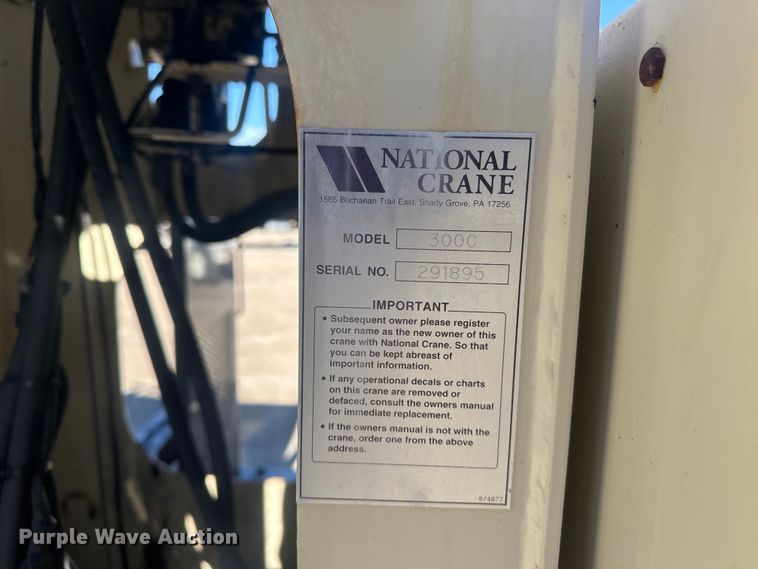 NATIONAL
CRANE
1565 Buchanan Trail East, Shady Grove, PA 17256
MODEL 300C
SERIAL NO. 291895
IMPORTANT
• Subsequent owner please register
your name as the new owner of this
crane with National Crane. So that
you can be kept abreast of
important information.
• If any operational decals or charts
on this crane are removed or
defaced, consult the owners manual
for immediate replacement.
• If the owners manual is not with the
crane, order one from the above
address.
Purple Wave Auction